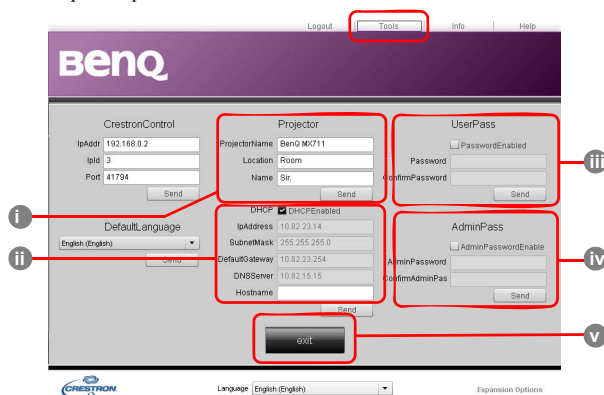 Logout Tools Info Help
BenQ
CrestronControl
IpAddr 192.168.0.2
IpId 3
Port 41794
Send
DefaultLanguage
English (English)
Send
Projector
ProjectorName BenQ MX711
Location Room
Name Sir.
Send
DHCP DHCPEnabled
IpAddress 10.82.23.14
SubnetMask 255.255.255.0
DefaultGateway 10.82.23.254
DNSServer 10.82.15.15
Hostname
Send
exit
UserPass
PasswordEnabled
Password
ConfirmPassword
Send
AdminPass
AdminPasswordEnable
AdminPassword
ConfirmAdminPas
Send
i
ii
iii
iv
v
CRESTRON
Language English (English)
Expansion Options